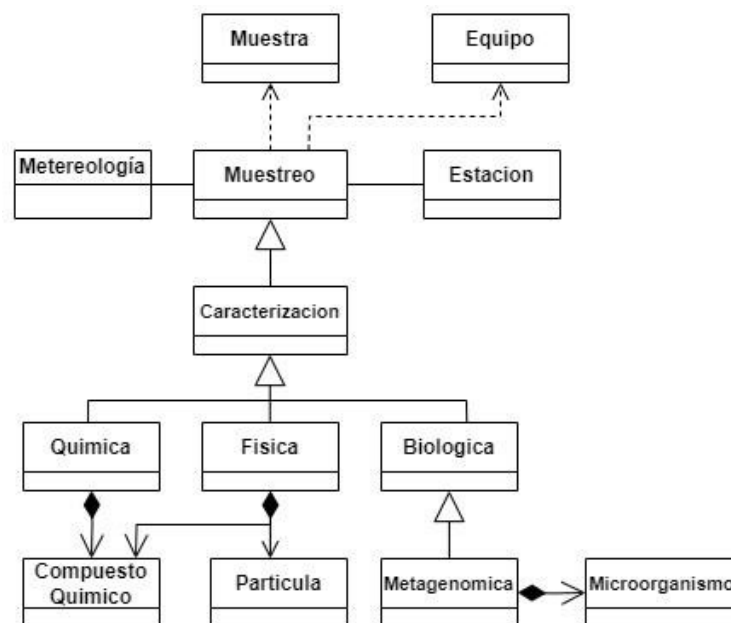 Muestra
Equipo
Metereología
Muestreo
Estacion
Caracterizacion
Quimica
Fisica
Biologica
Compuesto
Quimico
Particula
Metagenomica
Microorganismo